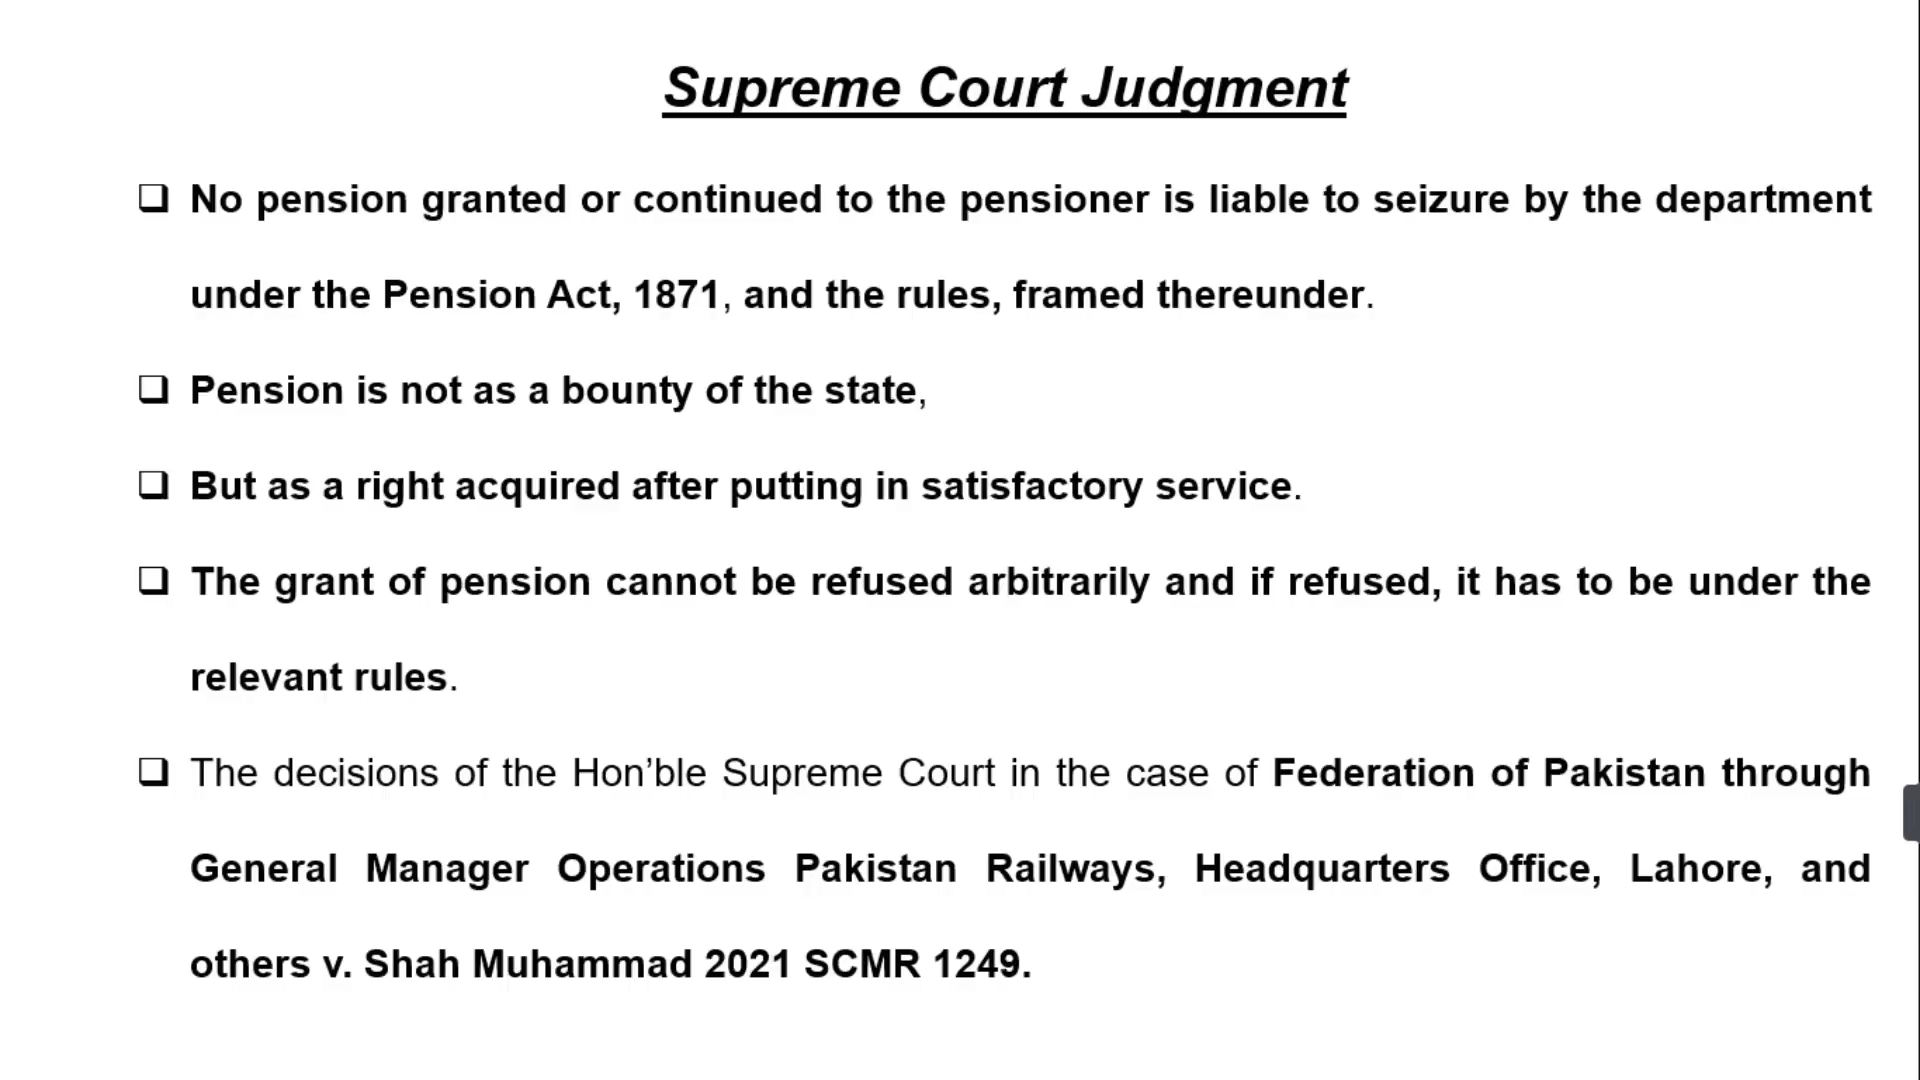 Supreme Court Judgment
❑ No pension granted or continued to the pensioner is liable to seizure by the department
under the Pension Act, 1871, and the rules, framed thereunder.
❑ Pension is not as a bounty of the state,
❑ But as a right acquired after putting in satisfactory service.
❑ The grant of pension cannot be refused arbitrarily and if refused, it has to be under the
relevant rules.
❑ The decisions of the Hon’ble Supreme Court in the case of Federation of Pakistan through
General Manager Operations Pakistan Railways, Headquarters Office, Lahore, and
others v. Shah Muhammad 2021 SCMR 1249.